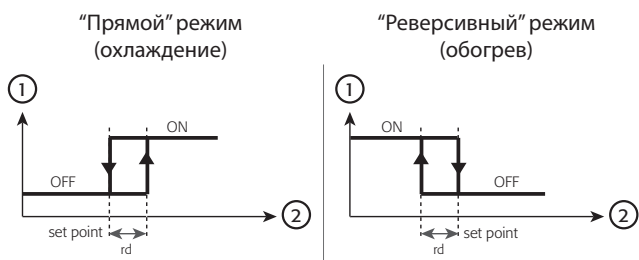 “Прямой” режим
(охлаждение)
1
ON
OFF
2
set point
rd
“Реверсивный” режим
(обогрев)
1
ON
OFF
2
set point
rd